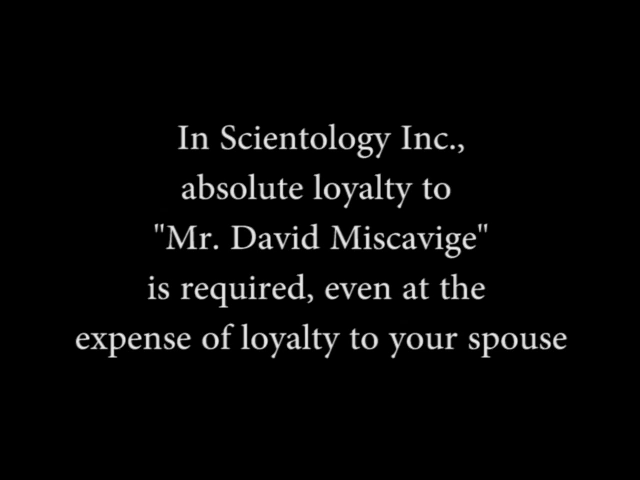 In Scientology Inc.,
absolute loyalty to
"Mr. David Miscavige"
is required, even at the
expense of loyalty to your spouse